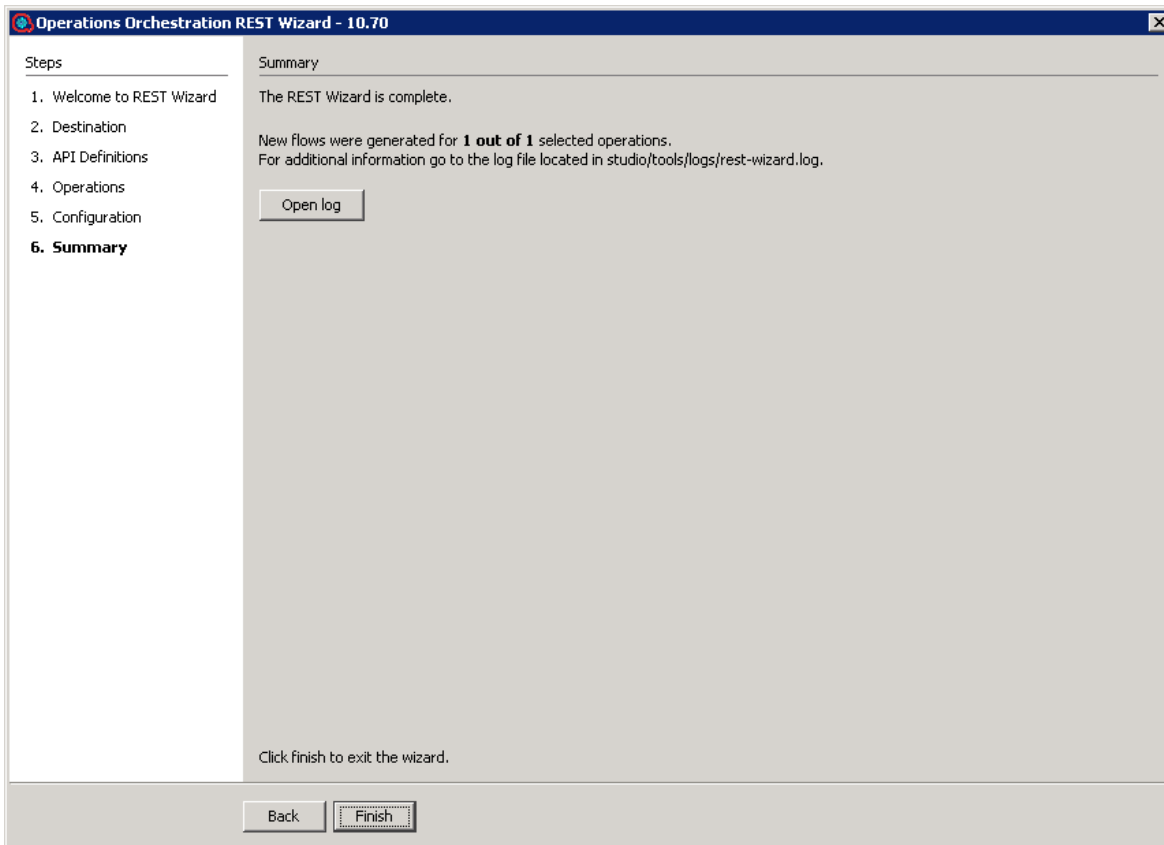 Operations Orchestration REST Wizard - 10.70
Steps
1. Welcome to REST Wizard
2. Destination
3. API Definitions
4. Operations
5. Configuration
6. Summary
Summary
The REST Wizard is complete.
New flows were generated for 1 out of 1 selected operations.
For additional information go to the log file located in studio/tools/logs/rest-wizard.log.
Open log
Click finish to exit the wizard.
Back
Finish